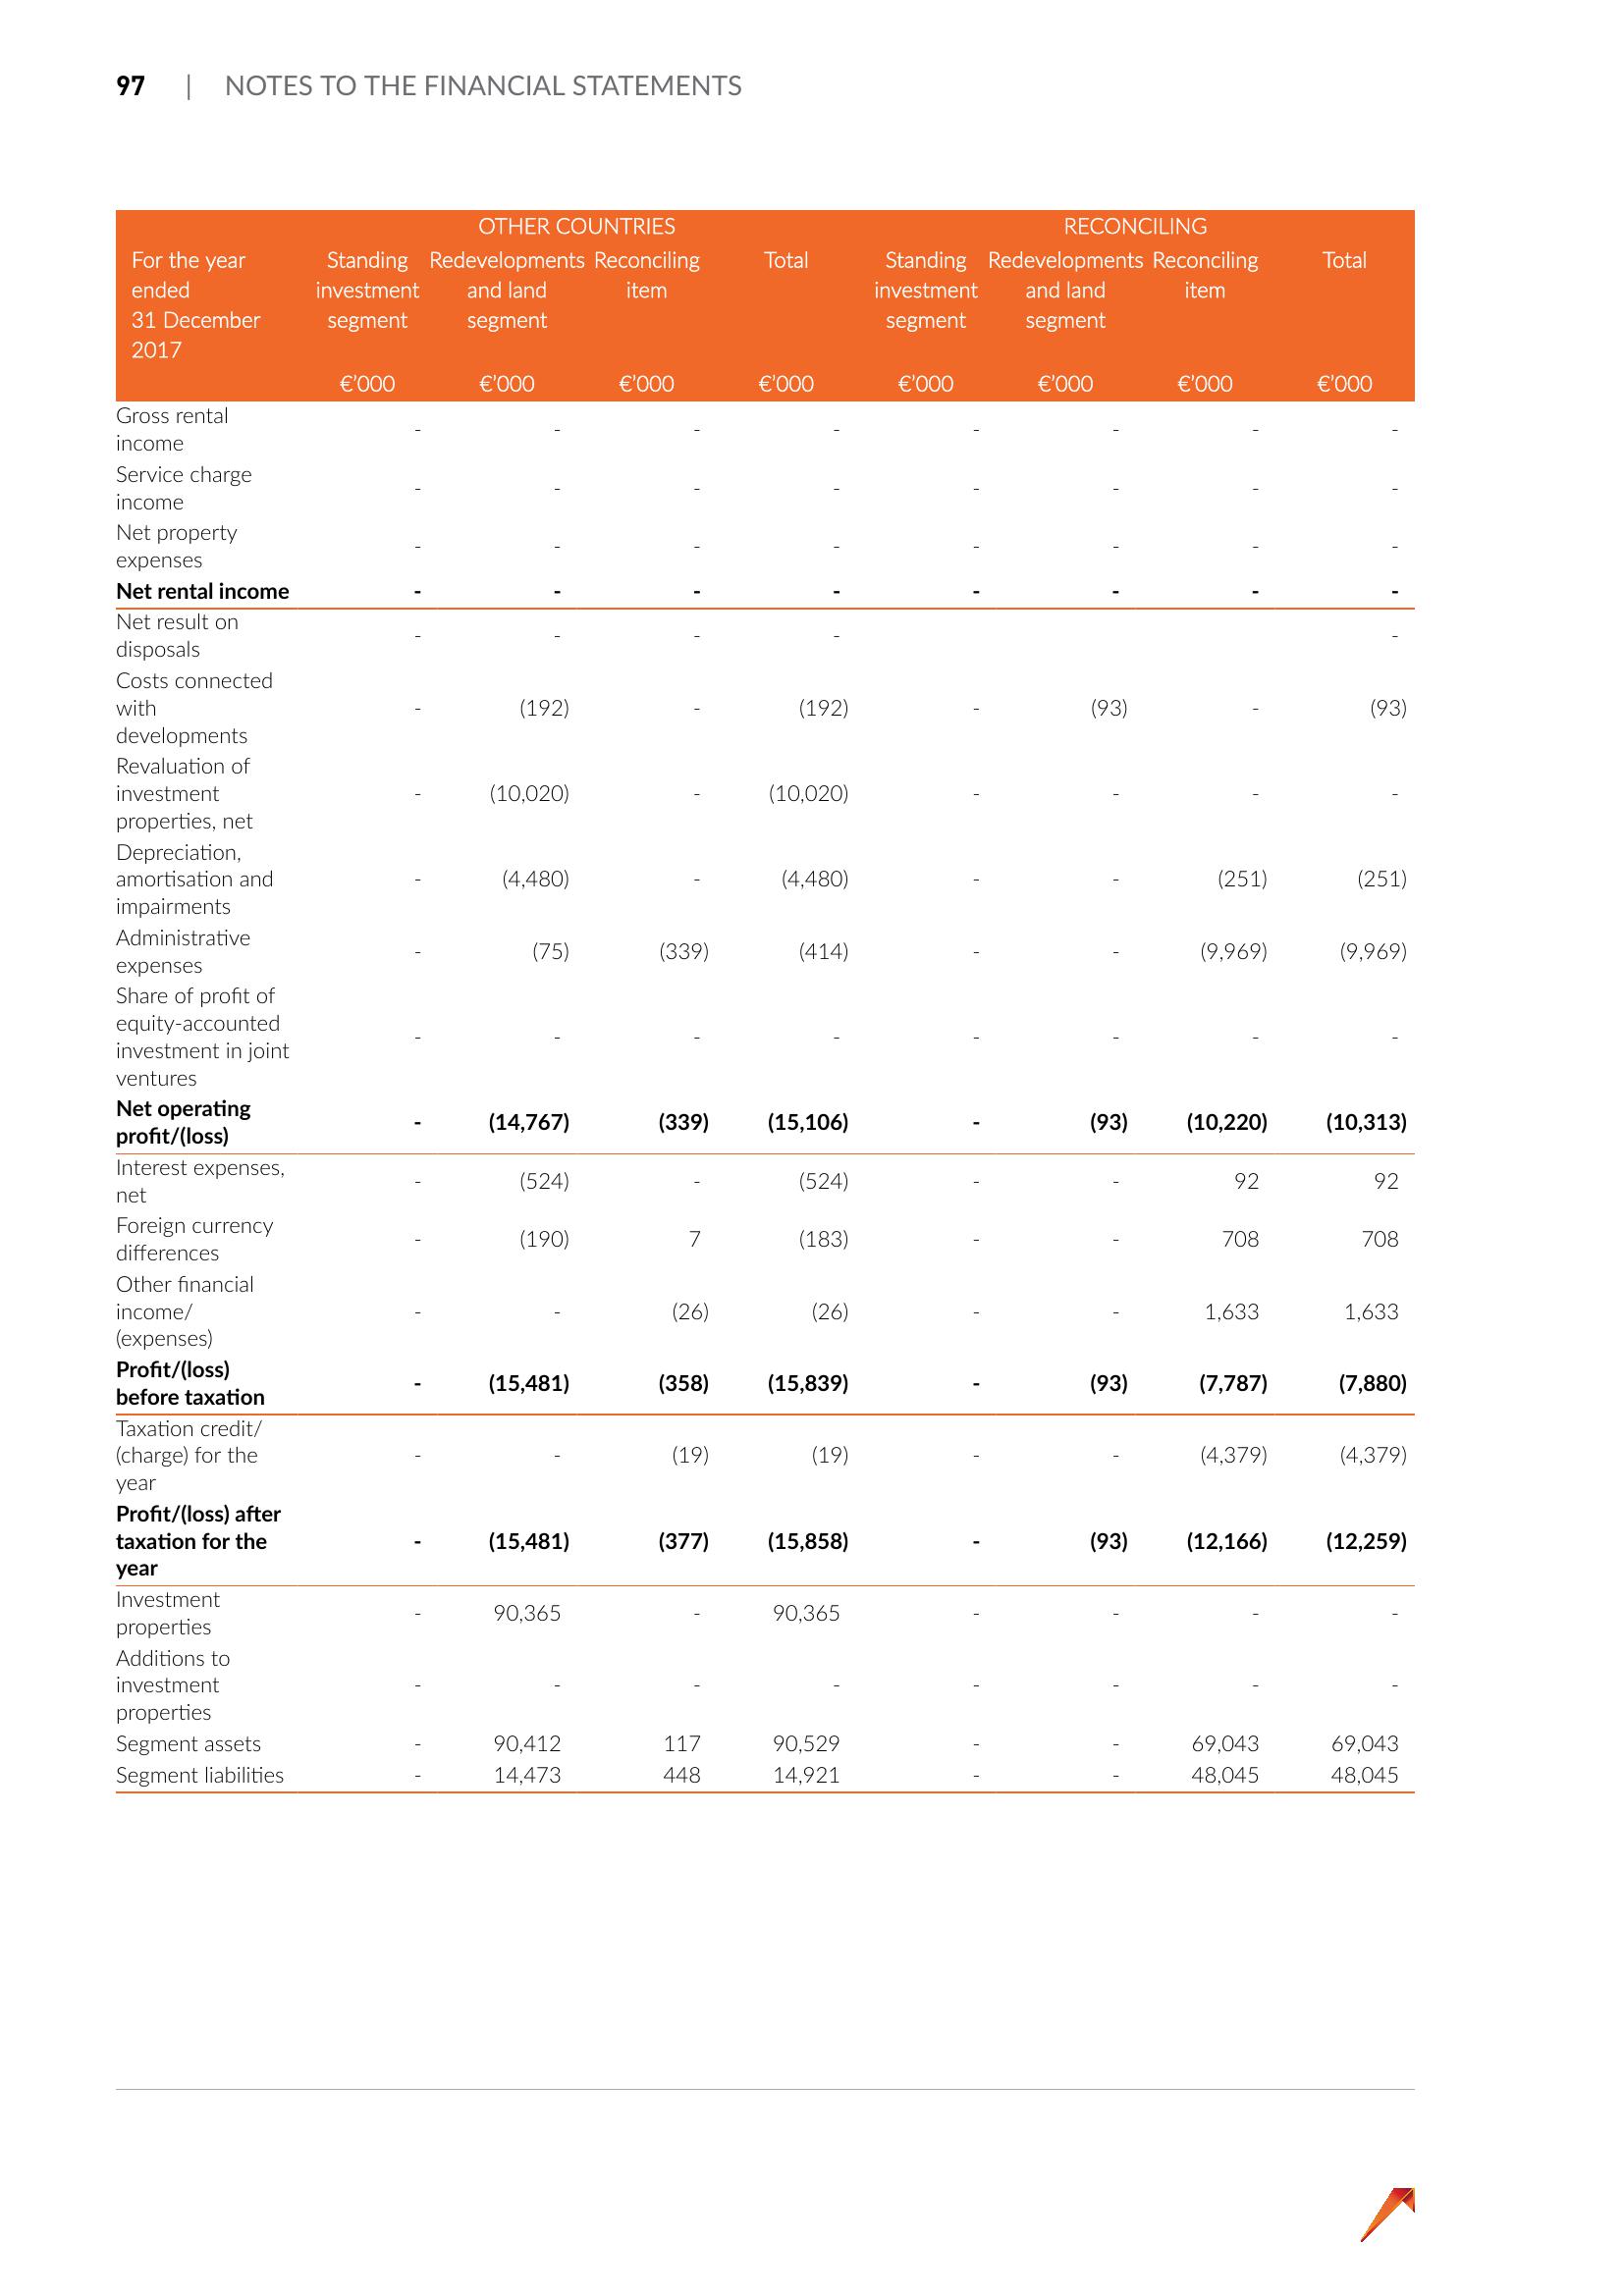 97 | NOTES TO THE FINANCIAL STATEMENTS
OTHER COUNTRIES RECONCILING
For the year Standing Redevelopments Reconciling Total Standing Redevelopments Reconciling Total
ended investment and land item investment and land item
31 December segment segment segment segment
2017
€'000 €'000 €'000 €'000 €'000 €'000 €'000 €'000
Gross rental
income - - - - - - - -
Service charge
income - - - - - - - -
Net property
expenses - - - - - - - -
Net rental income - - - - - - - -
Net result on
disposals - - - - -
Costs connected
with - (192) - (192) - (93) - (93)
developments
Revaluation of
investment - (10,020) - (10,020) - - - -
properties, net
Depreciation,
amortisation and - (4,480) - (4,480) - - (251) (251)
impairments
Administrative
expenses - (75) (339) (414) - - (9,969) (9,969)
Share of profit of
equity-accounted
investment in joint - - - - - - - -
ventures
Net operating
profit/(loss) - (14,767) (339) (15,106) - (93) (10,220) (10,313)
Interest expenses,
net - (524) - (524) - - 92 92
Foreign currency
differences - (190) 7 (183) - - 708 708
Other financial
income/ - - (26) (26) - - 1,633 1,633
(expenses)
Profit/(loss)
before taxation - (15,481) (358) (15,839) - (93) (7,787) (7,880)
Taxation credit/
(charge) for the - - (19) (19) - - (4,379) (4,379)
year
Profit/(loss) after
taxation for the - (15,481) (377) (15,858) - (93) (12,166) (12,259)
year
Investment
properties - 90,365 - 90,365 - - - -
Additions to
investment - - - - - - - -
properties
Segment assets - 90,412 117 90,529 - - 69,043 69,043
Segment liabilities - 14,473 448 14,921 - - 48,045 48,045